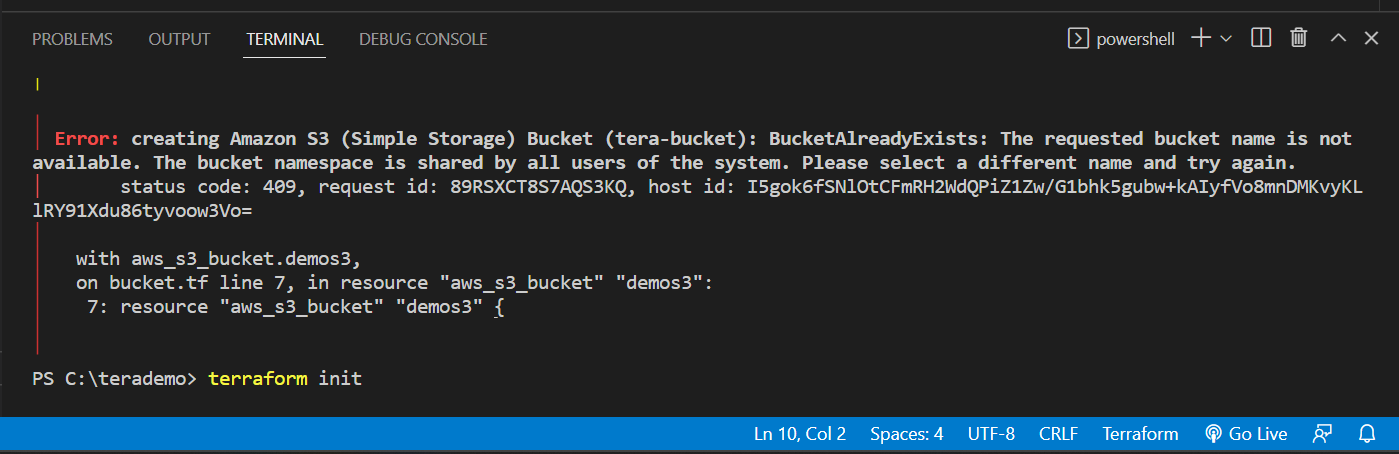 PROBLEMS OUTPUT TERMINAL DEBUG CONSOLE powershell
Error: creating Amazon S3 (Simple Storage) Bucket (tera-bucket): BucketAlreadyExists: The requested bucket name is not
available. The bucket namespace is shared by all users of the system. Please select a different name and try again.
status code: 409, request id: 89RSXCT8S7AQS3KQ, host id: I5gok6fSNlOtCFmRH2WdQPiZ1Zw/G1bhk5gubw+kAIyfVo8mnDMKvyKL
lRY91Xdu86tyvoow3Vo=
with aws_s3_bucket.demos3,
on bucket.tf line 7, in resource "aws_s3_bucket" "demos3":
7: resource "aws_s3_bucket" "demos3" {
PS C:\terademo> terraform init
Ln 10, Col 2 Spaces: 4 UTF-8 CRLF Terraform Go Live